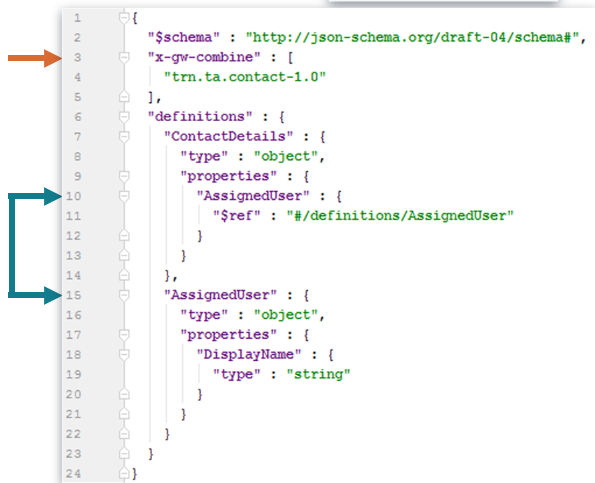 1 {
2 "$schema" : "http://json-schema.org/draft-04/schema#",
3 "x-gw-combine" : [
4 "trn.ta.contact-1.0"
5 ],
6 "definitions" : {
7 "ContactDetails" : {
8 "type" : "object",
9 "properties" : {
10 "AssignedUser" : {
11 "$ref" : "#/definitions/AssignedUser"
12 }
13 }
14 },
15 "AssignedUser" : {
16 "type" : "object",
17 "properties" : {
18 "DisplayName" : {
19 "type" : "string"
20 }
21 }
22 }
23 }
24 }